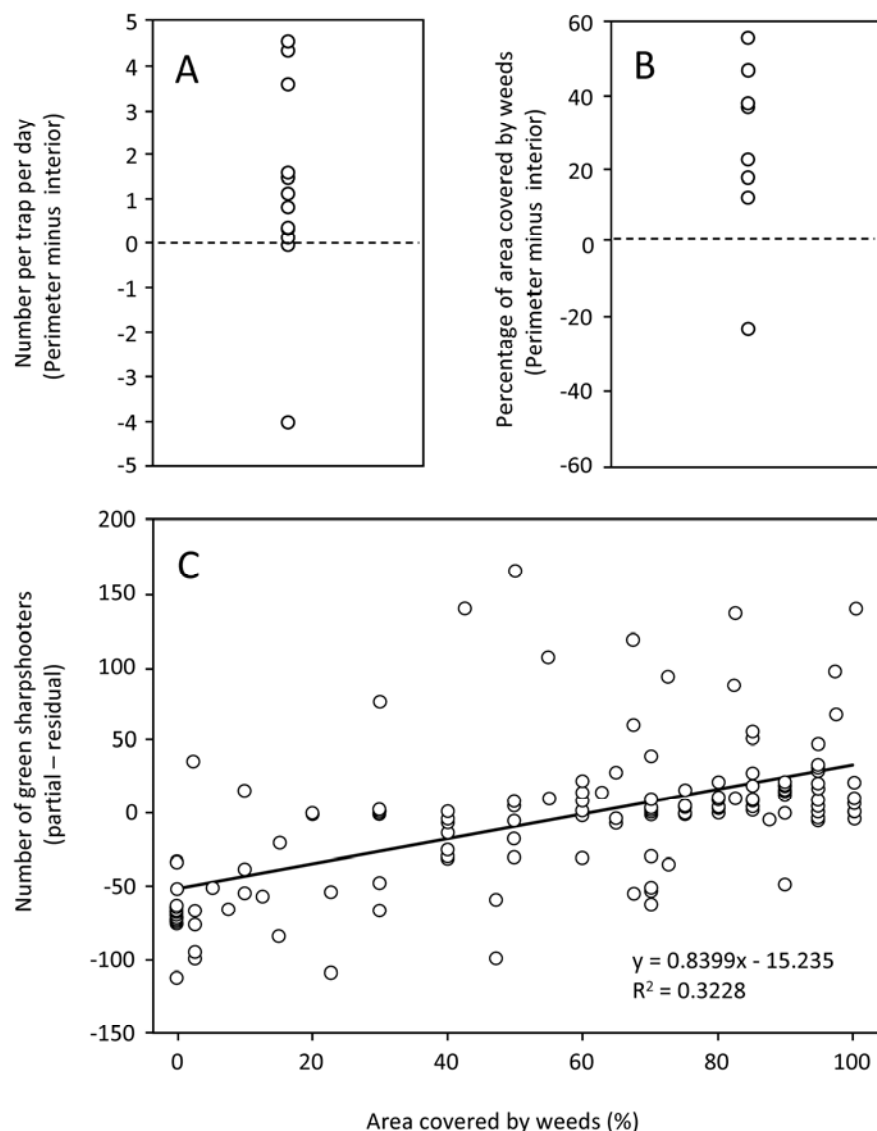 A
5
4
3
2
1
0
-1
-2
-3
-4
-5
Number per trap per day
(Perimeter minus interior)
B
60
40
20
0
-20
-40
-60
Percentage of area covered by weeds
(Perimeter minus interior)
C
200
150
100
50
0
-50
-100
-150
Number of green sharpshooters
(partial – residual)
y = 0.8399x - 15.235
R² = 0.3228
0 20 40 60 80 100
Area covered by weeds (%)